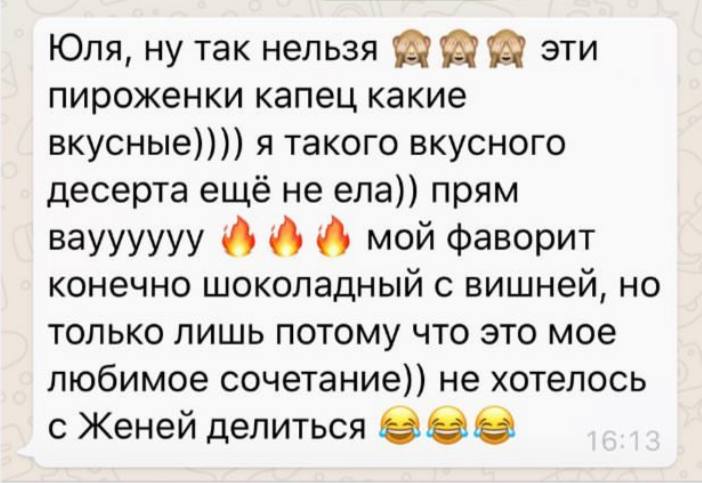 Юля, ну так нельзя 🙈🙈🙈 эти
пироженки капец какие
вкусные)))) я такого вкусного
десерта ещё не ела)) прям
ваууууу 🔥🔥🔥 мой фаворит
конечно шоколадный с вишней, но
только лишь потому что это мое
любимое сочетание)) не хотелось
с Женей делиться 😂😂😂
16:13